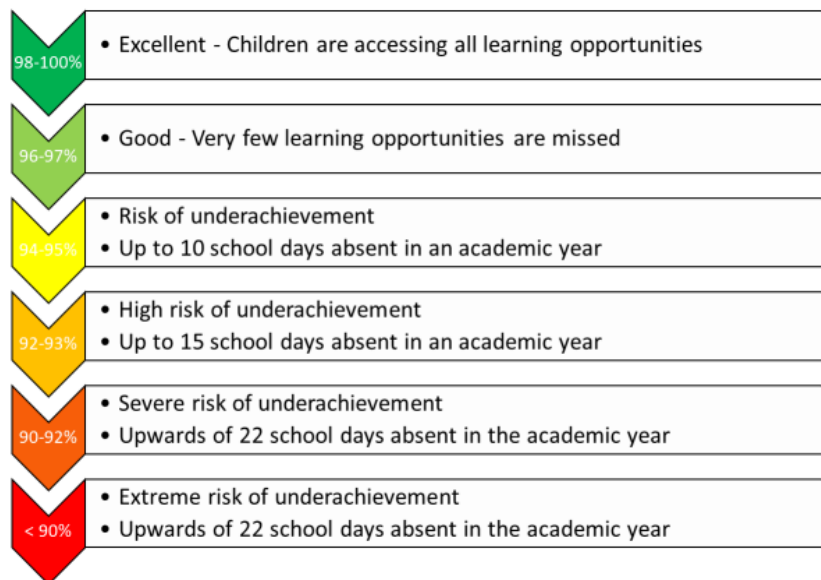 98-100%
• Excellent - Children are accessing all learning opportunities
96-97%
• Good - Very few learning opportunities are missed
94-95%
• Risk of underachievement
• Up to 10 school days absent in an academic year
92-93%
• High risk of underachievement
• Up to 15 school days absent in an academic year
90-92%
• Severe risk of underachievement
• Upwards of 22 school days absent in the academic year
< 90%
• Extreme risk of underachievement
• Upwards of 22 school days absent in the academic year